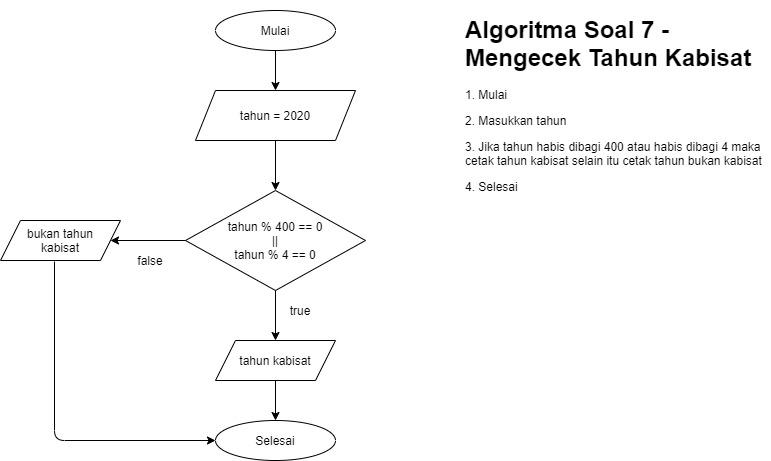 Mulai
tahun = 2020
tahun % 400 == 0
||
tahun % 4 == 0
bukan tahun
kabisat
false
true
tahun kabisat
Selesai
Algoritma Soal 7 -
Mengecek Tahun Kabisat
1. Mulai
2. Masukkan tahun
3. Jika tahun habis dibagi 400 atau habis dibagi 4 maka
cetak tahun kabisat selain itu cetak tahun bukan kabisat
4. Selesai